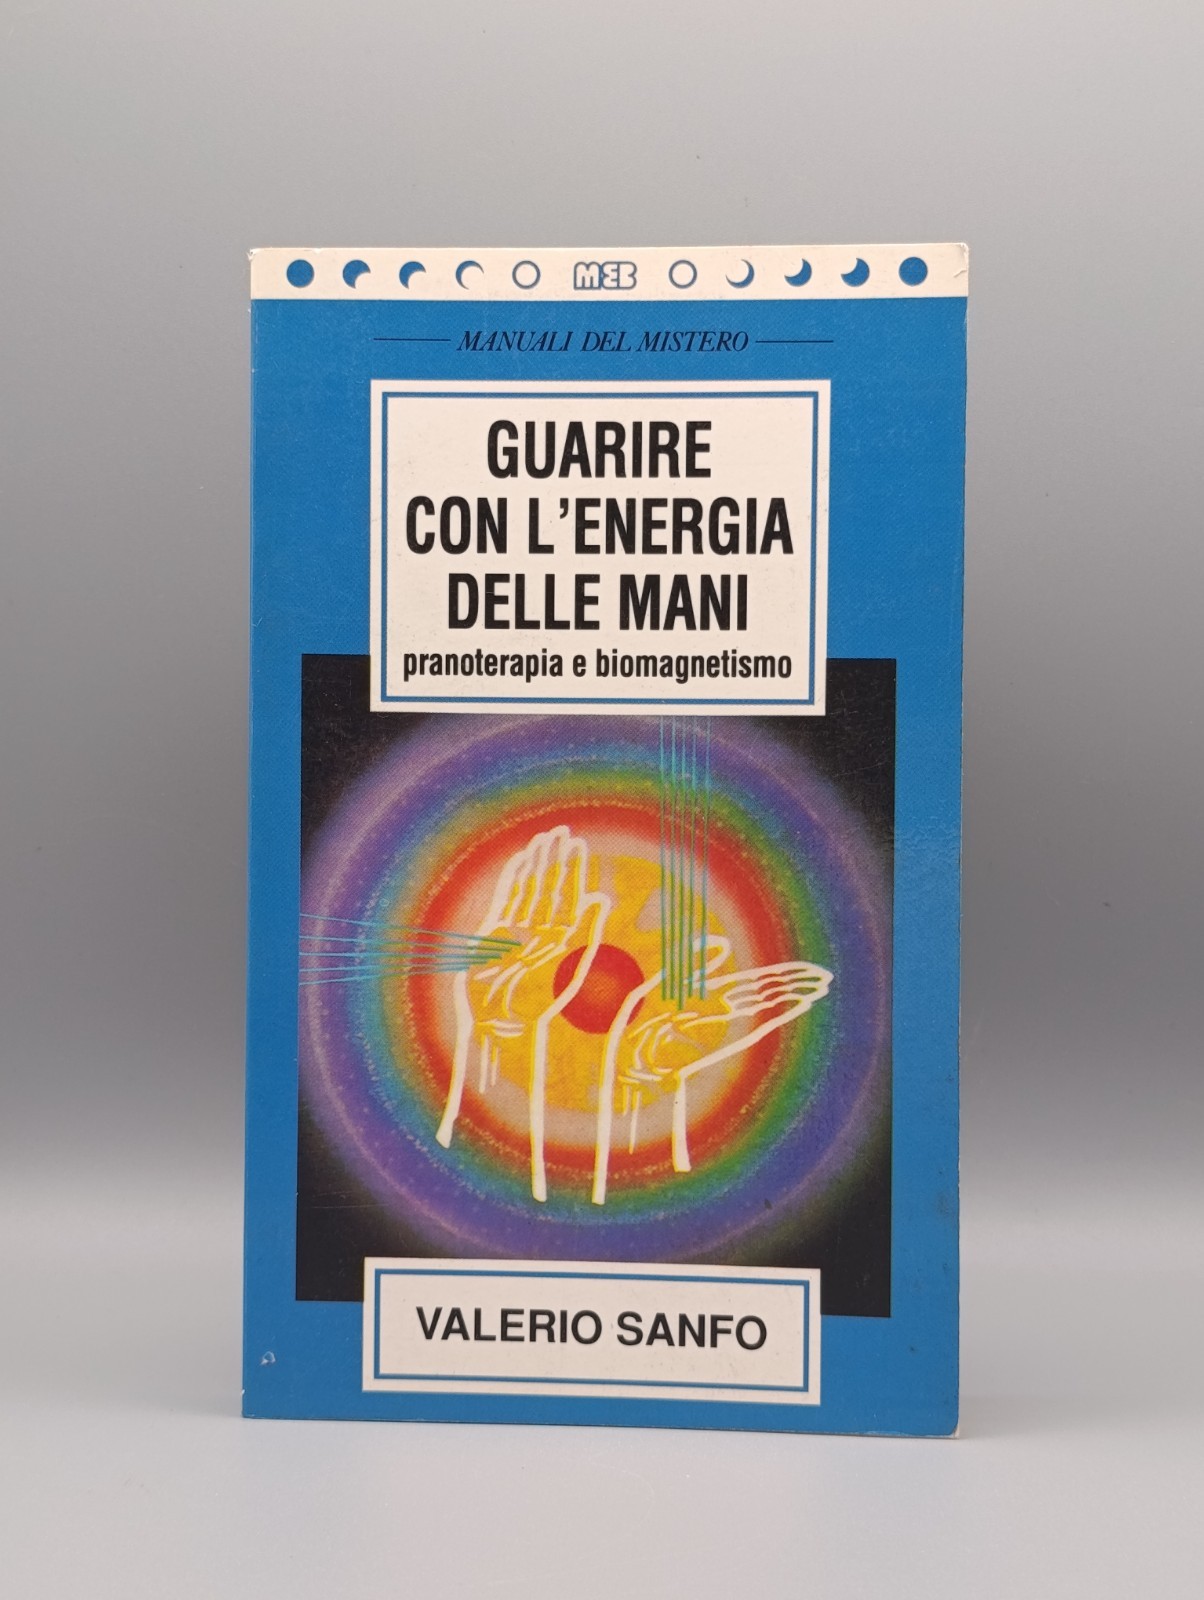 MEB
MANUALI DEL MISTERO
GUARIRE
CON L'ENERGIA
DELLE MANI
pranoterapia e biomagnetismo
VALERIO SANFO